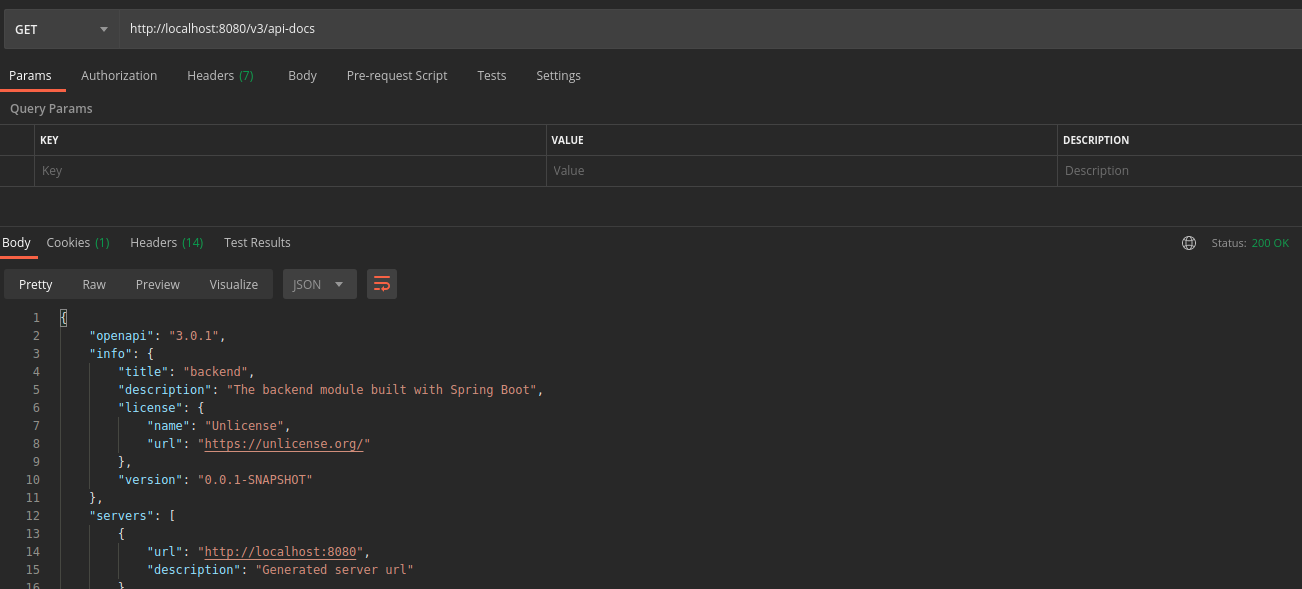 GET http://localhost:8080/v3/api-docs
Params Authorization Headers (7) Body Pre-request Script Tests Settings
Query Params
KEY VALUE DESCRIPTION
Key Value Description
Body Cookies (1) Headers (14) Test Results Status: 200 OK
Pretty Raw Preview Visualize JSON
1 {
2 "openapi": "3.0.1",
3 "info": {
4 "title": "backend",
5 "description": "The backend module built with Spring Boot",
6 "license": {
7 "name": "Unlicense",
8 "url": "https://unlicense.org/"
9 },
10 "version": "0.0.1-SNAPSHOT"
11 },
12 "servers": [
13 {
14 "url": "http://localhost:8080",
15 "description": "Generated server url"
16 }